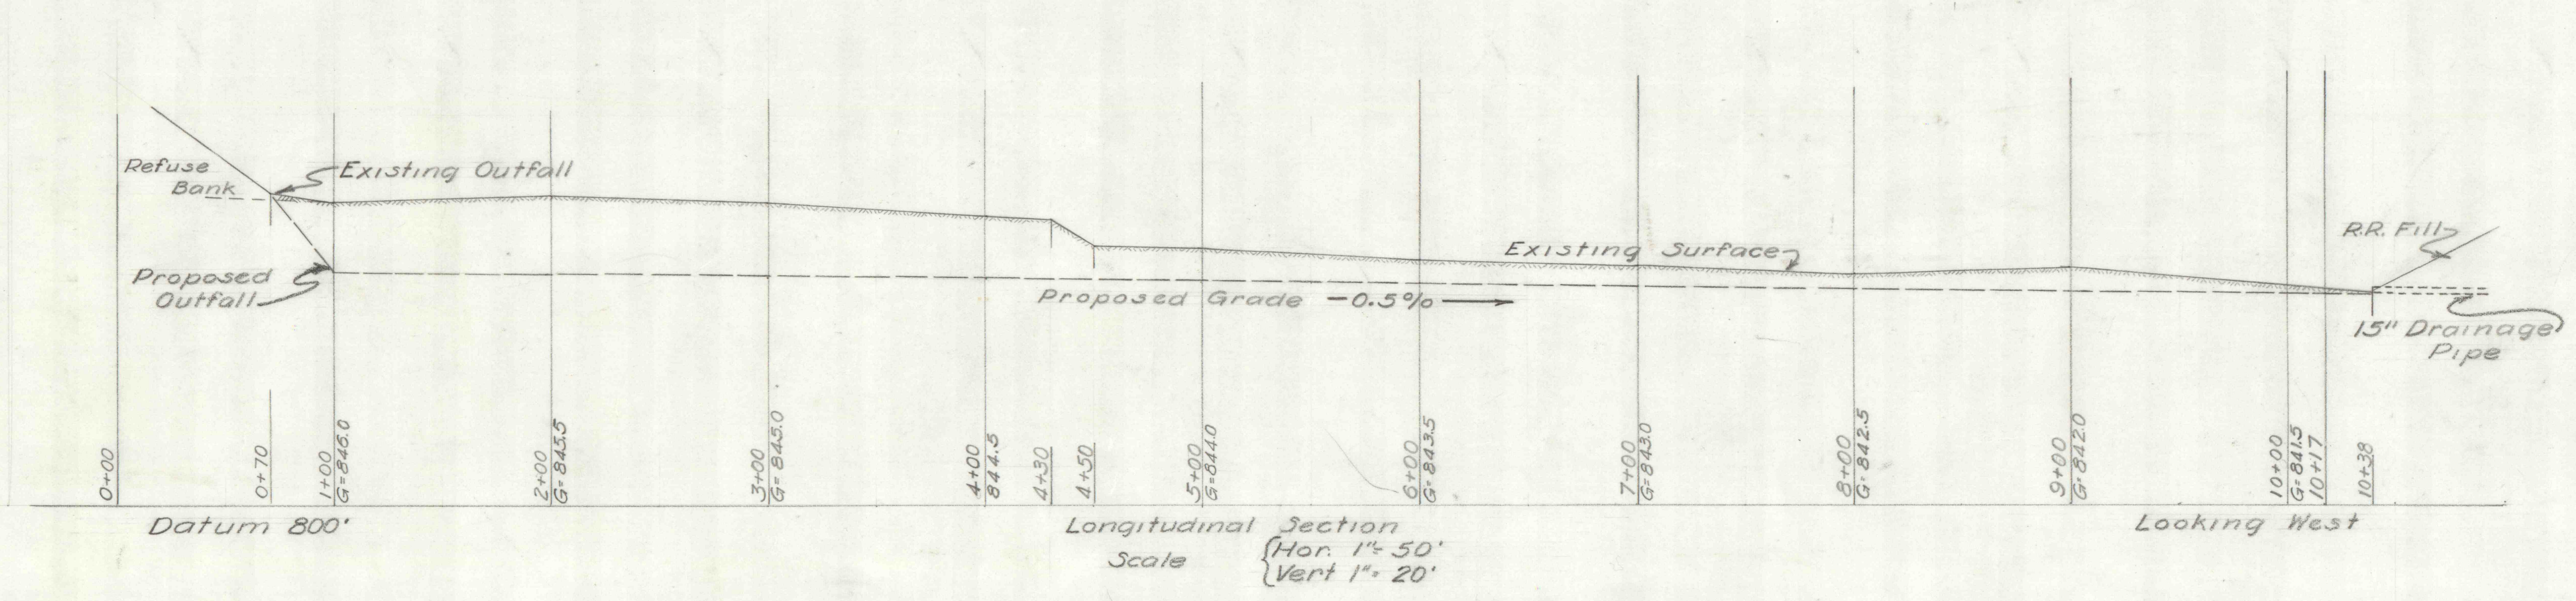 Refuse
Bank
Existing Outfall
Proposed
Outfall
Existing Surface
Proposed Grade -0.5%
R.R. Fill
15" Drainage
Pipe
0+00
0+70
1+00
G=846.0
2+00
G=845.5
3+00
G=845.0
4+00
844.5
4+30
4+50
5+00
G=844.0
6+00
G=843.5
7+00
G=843.0
8+00
G=842.5
9+00
G=842.0
10+00
G=841.5
10+17
10+38
Datum 800'
Longitudinal Section
Looking West
Scale
Hor. 1"= 50'
Vert 1"= 20'